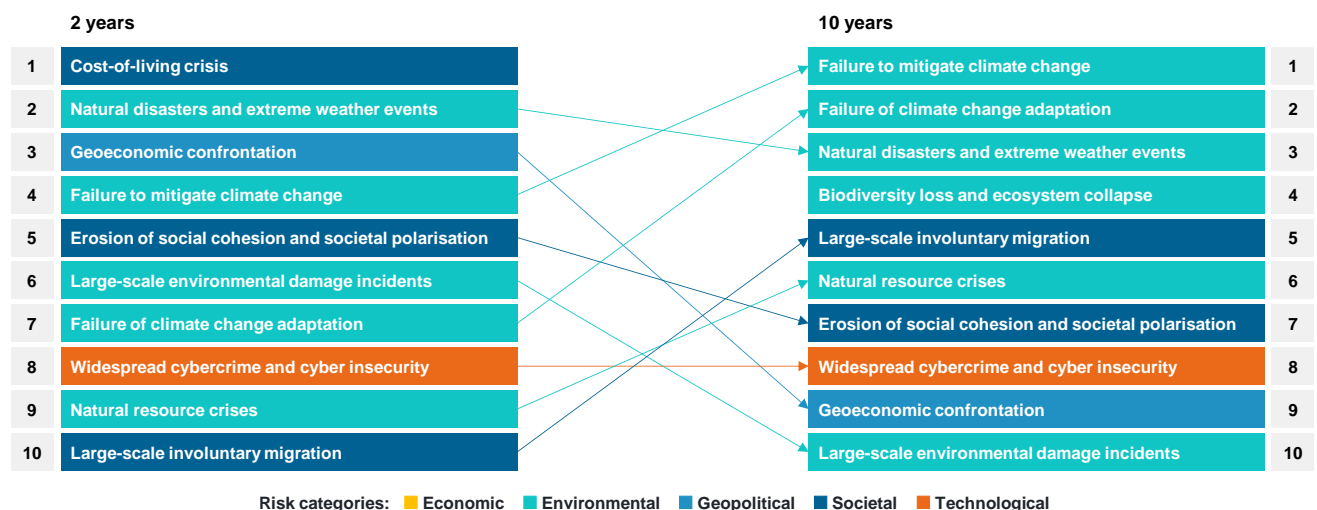 2 years 10 years
1 Cost-of-living crisis Failure to mitigate climate change 1
2 Natural disasters and extreme weather events Failure of climate change adaptation 2
3 Geoeconomic confrontation Natural disasters and extreme weather events 3
4 Failure to mitigate climate change Biodiversity loss and ecosystem collapse 4
5 Erosion of social cohesion and societal polarisation Large-scale involuntary migration 5
6 Large-scale environmental damage incidents Natural resource crises 6
7 Failure of climate change adaptation Erosion of social cohesion and societal polarisation 7
8 Widespread cybercrime and cyber insecurity Widespread cybercrime and cyber insecurity 8
9 Natural resource crises Geoeconomic confrontation 9
10 Large-scale involuntary migration Large-scale environmental damage incidents 10
Risk categories: Economic Environmental Geopolitical Societal Technological